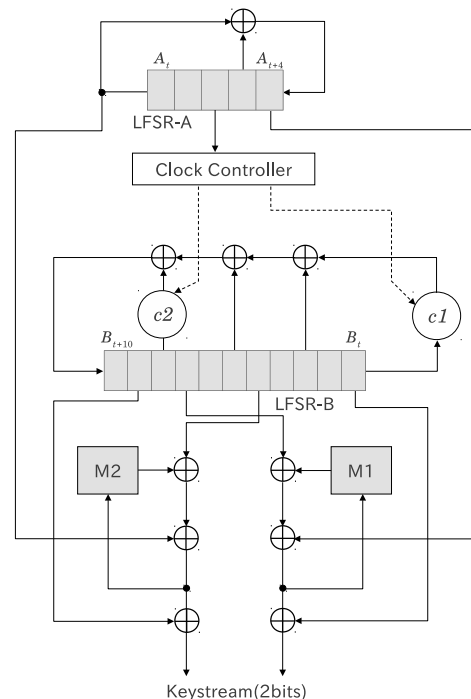 A_t A_{t+4}
LFSR-A
Clock Controller
c2 c1
B_{t+10} B_t
LFSR-B
M2 M1
Keystream(2bits)